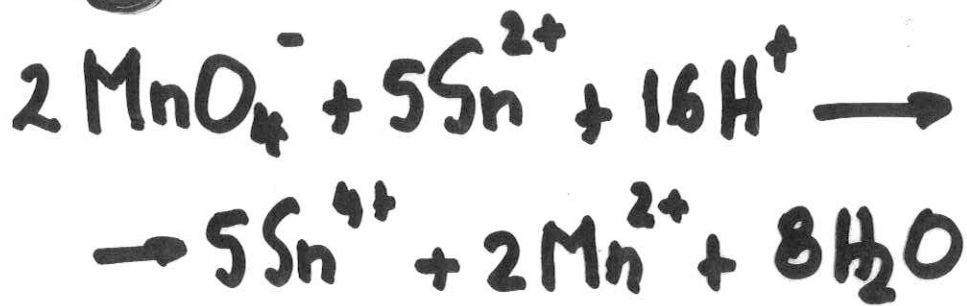 2 MnO₄⁻ + 5Sn²⁺ + 16H⁺ →
→ 5Sn⁴⁺ + 2Mn²⁺ + 8H₂O